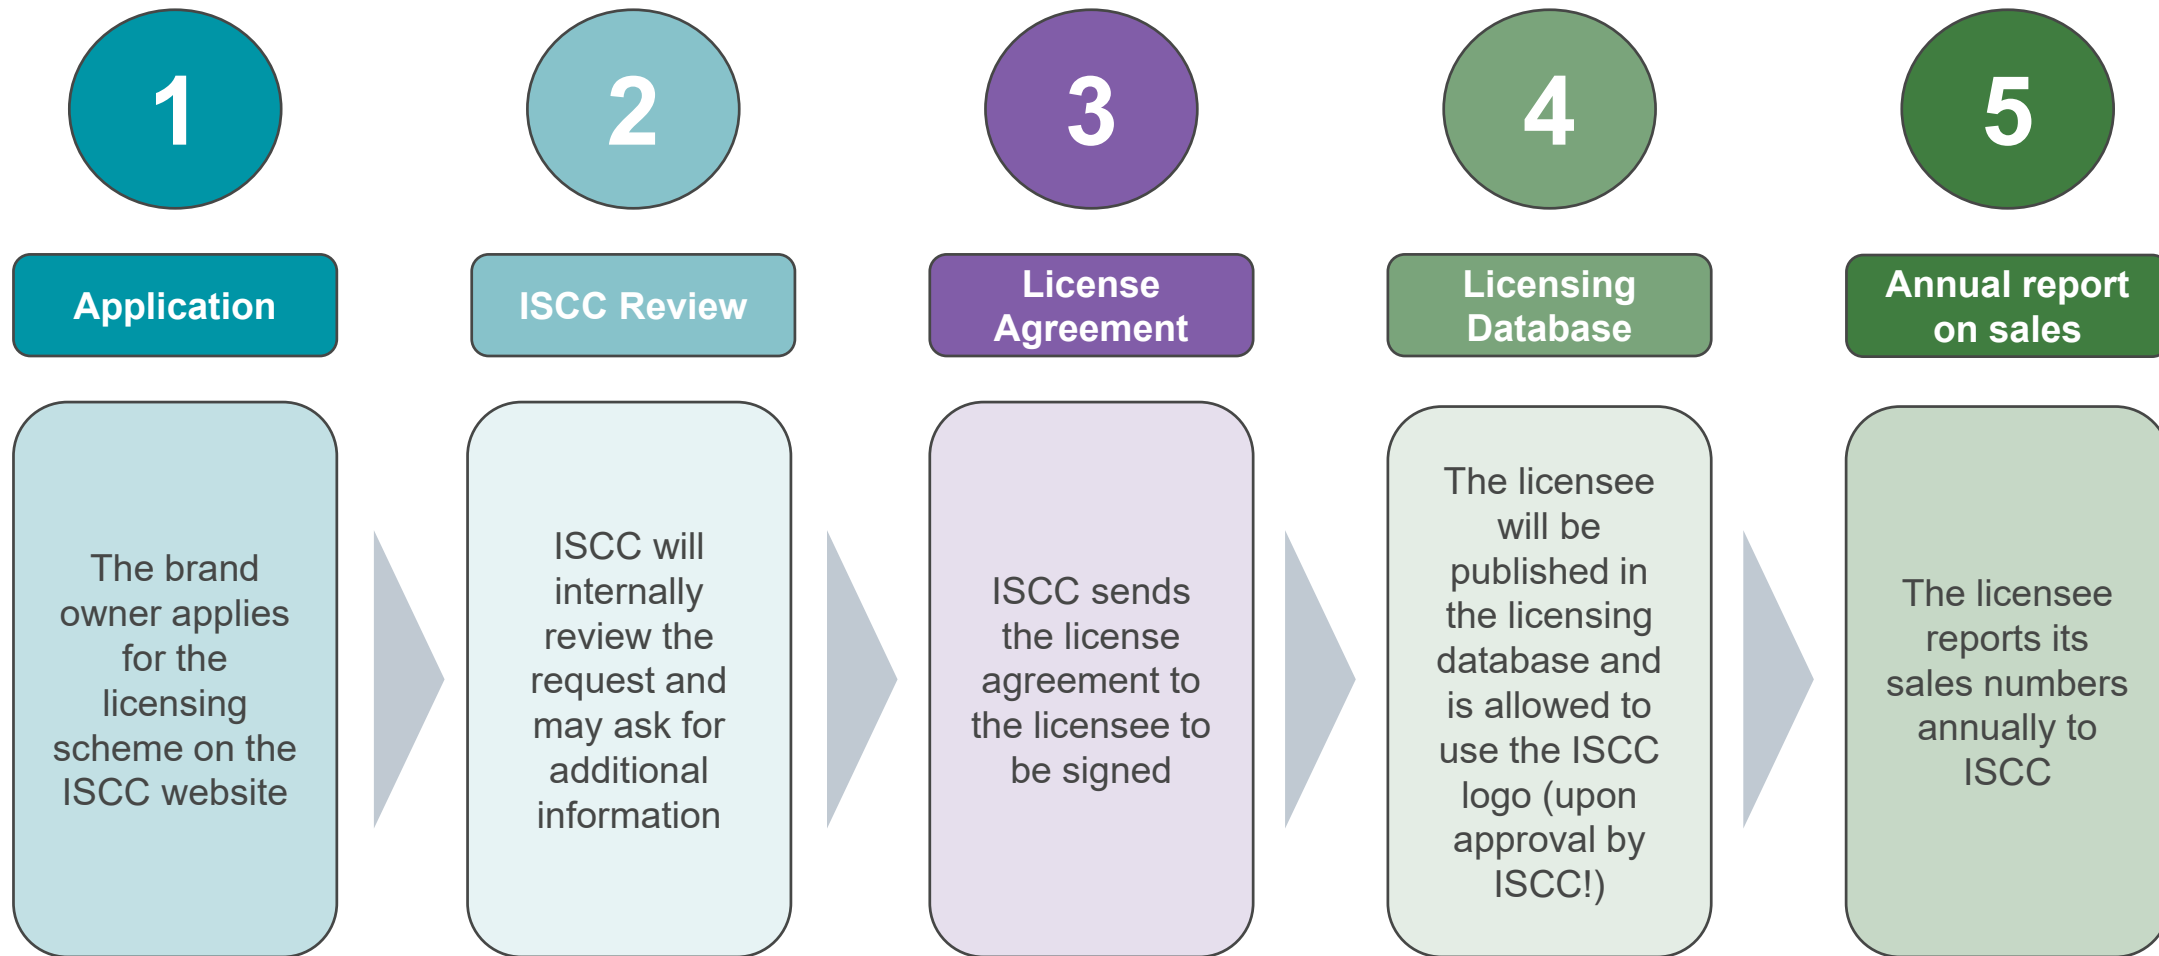 1
Application
The brand
owner applies
for the
licensing
scheme on the
ISCC website
2
ISCC Review
ISCC will
internally
review the
request and
may ask for
additional
information
3
License
Agreement
ISCC sends
the license
agreement to
the licensee to
be signed
4
Licensing
Database
The licensee
will be
published in
the licensing
database and
is allowed to
use the ISCC
logo (upon
approval by
ISCC!)
5
Annual report
on sales
The licensee
reports its
sales numbers
annually to
ISCC